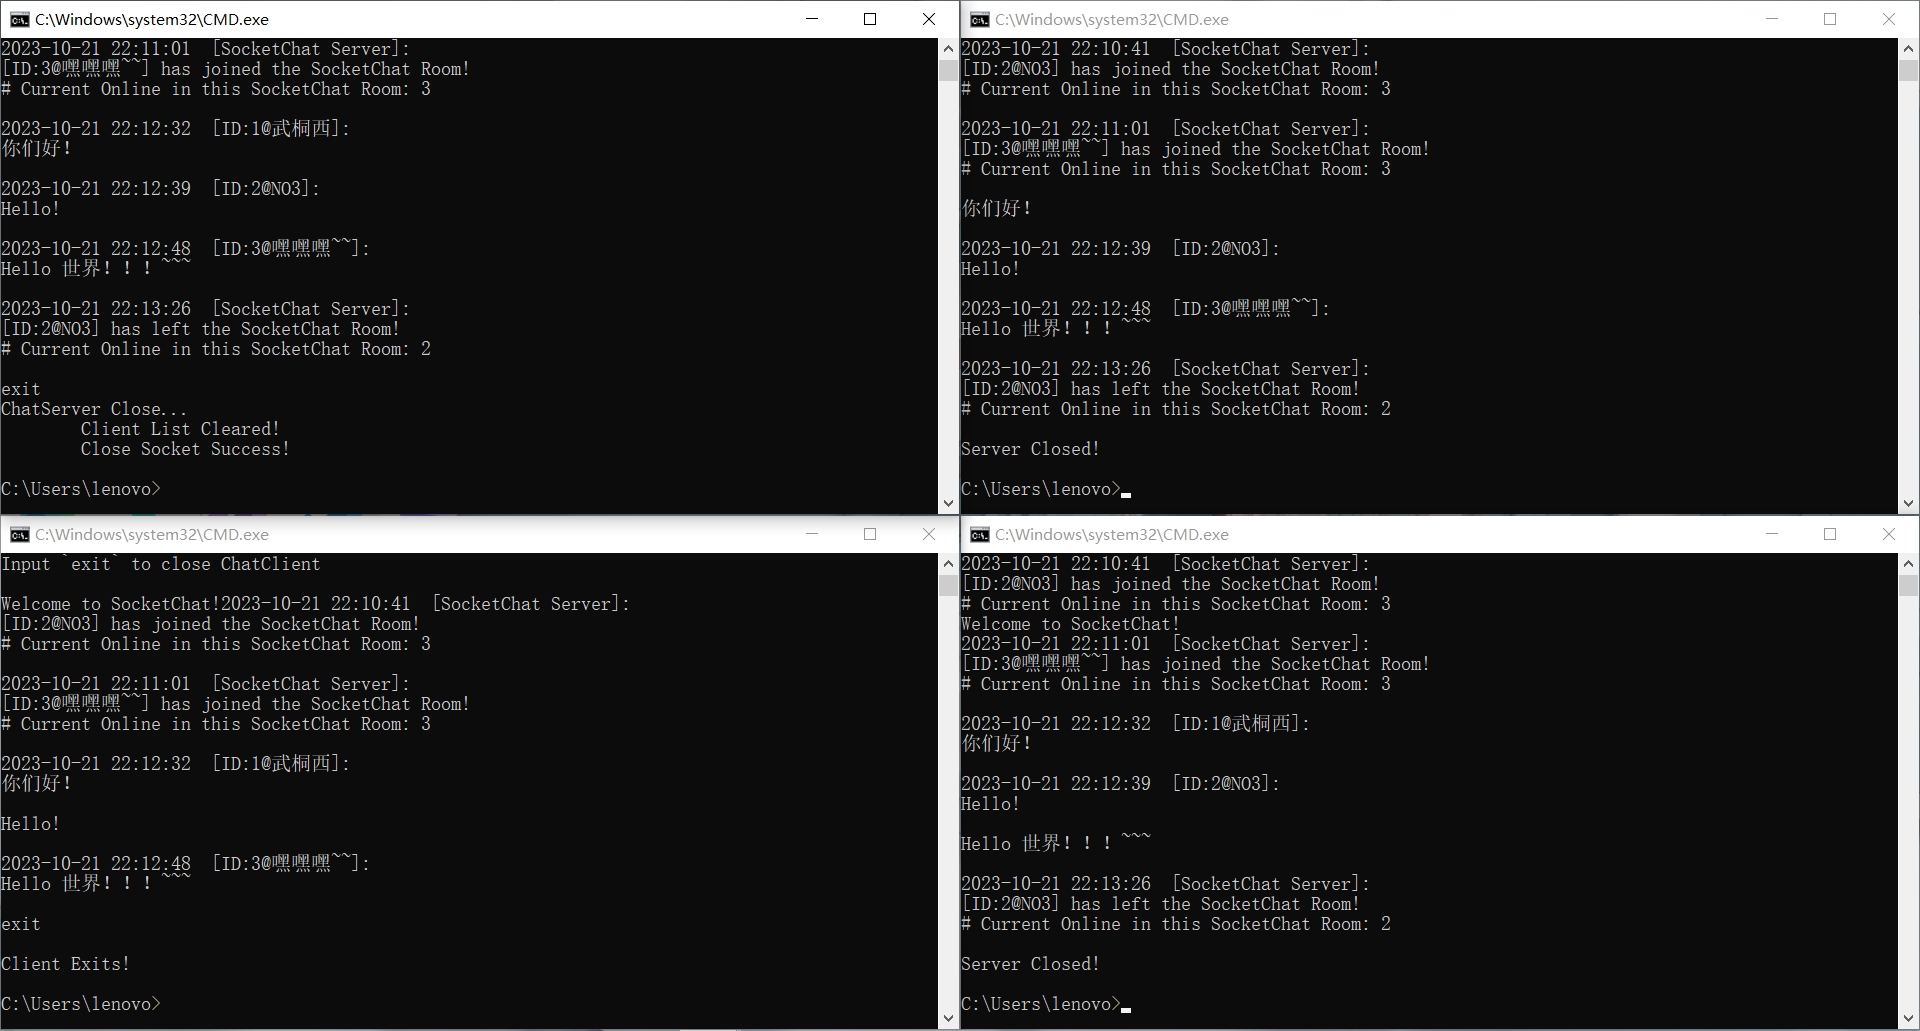 C:\Windows\system32\CMD.exe
2023-10-21 22:11:01  [SocketChat Server]:
[ID:3@嘿嘿嘿~~] has joined the SocketChat Room!
# Current Online in this SocketChat Room: 3
2023-10-21 22:12:32  [ID:1@武桐西]:
你们好!
2023-10-21 22:12:39  [ID:2@NO3]:
Hello!
2023-10-21 22:12:48  [ID:3@嘿嘿嘿~~]:
Hello 世界！！！~~~
2023-10-21 22:13:26  [SocketChat Server]:
[ID:2@NO3] has left the SocketChat Room!
# Current Online in this SocketChat Room: 2
exit
ChatServer Close...
Client List Cleared!
Close Socket Success!
C:\Users\lenovo>
C:\Windows\system32\CMD.exe
2023-10-21 22:10:41  [SocketChat Server]:
[ID:2@NO3] has joined the SocketChat Room!
# Current Online in this SocketChat Room: 3
2023-10-21 22:11:01  [SocketChat Server]:
[ID:3@嘿嘿嘿~~] has joined the SocketChat Room!
# Current Online in this SocketChat Room: 3
你们好!
2023-10-21 22:12:39  [ID:2@NO3]:
Hello!
2023-10-21 22:12:48  [ID:3@嘿嘿嘿~~]:
Hello 世界！！！~~~
2023-10-21 22:13:26  [SocketChat Server]:
[ID:2@NO3] has left the SocketChat Room!
# Current Online in this SocketChat Room: 2
Server Closed!
C:\Users\lenovo>
C:\Windows\system32\CMD.exe
Input `exit` to close ChatClient
Welcome to SocketChat!2023-10-21 22:10:41  [SocketChat Server]:
[ID:2@NO3] has joined the SocketChat Room!
# Current Online in this SocketChat Room: 3
2023-10-21 22:11:01  [SocketChat Server]:
[ID:3@嘿嘿嘿~~] has joined the SocketChat Room!
# Current Online in this SocketChat Room: 3
2023-10-21 22:12:32  [ID:1@武桐西]:
你们好!
Hello!
2023-10-21 22:12:48  [ID:3@嘿嘿嘿~~]:
Hello 世界！！！~~~
exit
Client Exits!
C:\Users\lenovo>
C:\Windows\system32\CMD.exe
2023-10-21 22:10:41  [SocketChat Server]:
[ID:2@NO3] has joined the SocketChat Room!
# Current Online in this SocketChat Room: 3
Welcome to SocketChat!
2023-10-21 22:11:01  [SocketChat Server]:
[ID:3@嘿嘿嘿~~] has joined the SocketChat Room!
# Current Online in this SocketChat Room: 3
2023-10-21 22:12:32  [ID:1@武桐西]:
你们好!
2023-10-21 22:12:39  [ID:2@NO3]:
Hello!
Hello 世界！！！~~~
2023-10-21 22:13:26  [SocketChat Server]:
[ID:2@NO3] has left the SocketChat Room!
# Current Online in this SocketChat Room: 2
Server Closed!
C:\Users\lenovo>